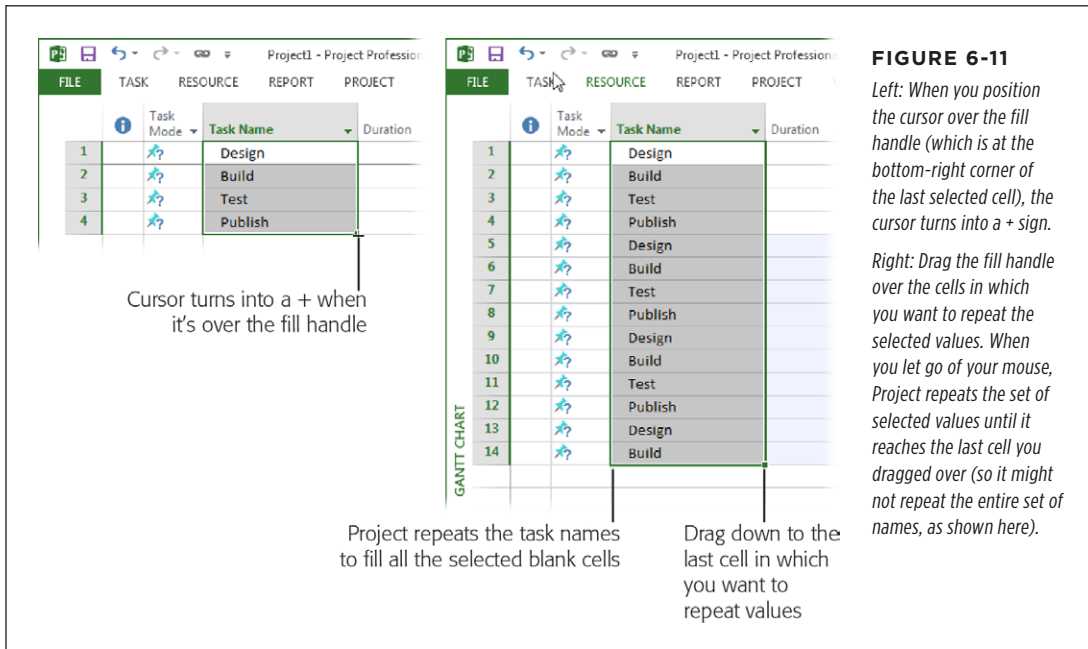 Project1 - Project Profession
FILE TASK RESOURCE REPORT PROJECT
Task
Mode Task Name Duration
1 Design
2 Build
3 Test
4 Publish
Cursor turns into a + when
it's over the fill handle
Project1 - Project Profession
FILE TASK RESOURCE REPORT PROJECT
Task
Mode Task Name Duration
1 Design
2 Build
3 Test
4 Publish
5 Design
6 Build
7 Test
8 Publish
9 Design
10 Build
11 Test
12 Publish
13 Design
14 Build
GANTT CHART
Project repeats the task names
to fill all the selected blank cells
Drag down to the
last cell in which
you want to
repeat values
FIGURE 6-11
Left: When you position
the cursor over the fill
handle (which is at the
bottom-right corner of
the last selected cell), the
cursor turns into a + sign.
Right: Drag the fill handle
over the cells in which
you want to repeat the
selected values. When
you let go of your mouse,
Project repeats the set of
selected values until it
reaches the last cell you
dragged over (so it might
not repeat the entire set of
names, as shown here).